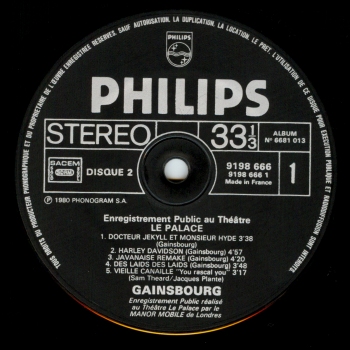 TOUS DROITS DU PRODUCTEUR PHONOGRAPHIQUE ET DU PROPRIETAIRE DE L'ŒUVRE ENREGISTREE RESERVES. SAUF AUTORISATION, LA DUPLICATION, LA LOCATION, LE PRET, L'UTILISATION DE CE DISQUE POUR EXECUTION PUBLIQUE ET RADIODIFFUSION SONT INTERDITS.
PHILIPS
PHILIPS
STEREO
33 1/3
ALBUM
N° 6681 013
SACEM
DISQUE 2
9198 666
9198 666 1
Made in France
1
℗ 1980 PHONOGRAM S.A.
Enregistrement Public au Théâtre
LE PALACE
1. DOCTEUR JEKYLL ET MONSIEUR HYDE 3'38
(Gainsbourg)
2. HARLEY DAVIDSON (Gainsbourg) 4'57
3. JAVANAISE REMAKE (Gainsbourg) 4'20
4. DES LAIDS DES LAIDS (Gainsbourg) 4'48
5. VIEILLE CANAILLE "You rascal you" 3'17
(Sam Theard/Jacques Plante)
GAINSBOURG
Enregistrement Public réalisé
au Théâtre Le Palace par le
MANOR MOBILE de Londres